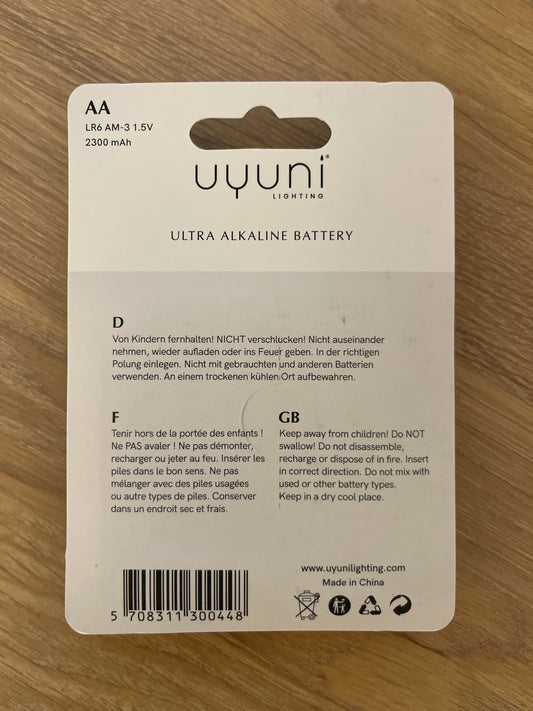 AA
LR6 AM-3 1.5V
2300 mAh
uyuni®
LIGHTING
ULTRA ALKALINE BATTERY
D
Von Kindern fernhalten! NICHT verschlucken! Nicht auseinander
nehmen, wieder aufladen oder ins Feuer geben. In der richtigen
Polung einlegen. Nicht mit gebrauchten und anderen Batterien
verwenden. An einem trockenen kühlen Ort aufbewahren.
F
Tenir hors de la portée des enfants !
Ne PAS avaler ! Ne pas démonter,
recharger ou jeter au feu. Insérer les
piles dans le bon sens. Ne pas
mélanger avec des piles usagées
ou autre types de piles. Conserver
dans un endroit sec et frais.
GB
Keep away from children! Do NOT
swallow! Do not disassemble,
recharge or dispose of in fire. Insert
in correct direction. Do not mix with
used or other battery types.
Keep in a dry cool place.
5 708311 300448
www.uyunilighting.com
Made in China